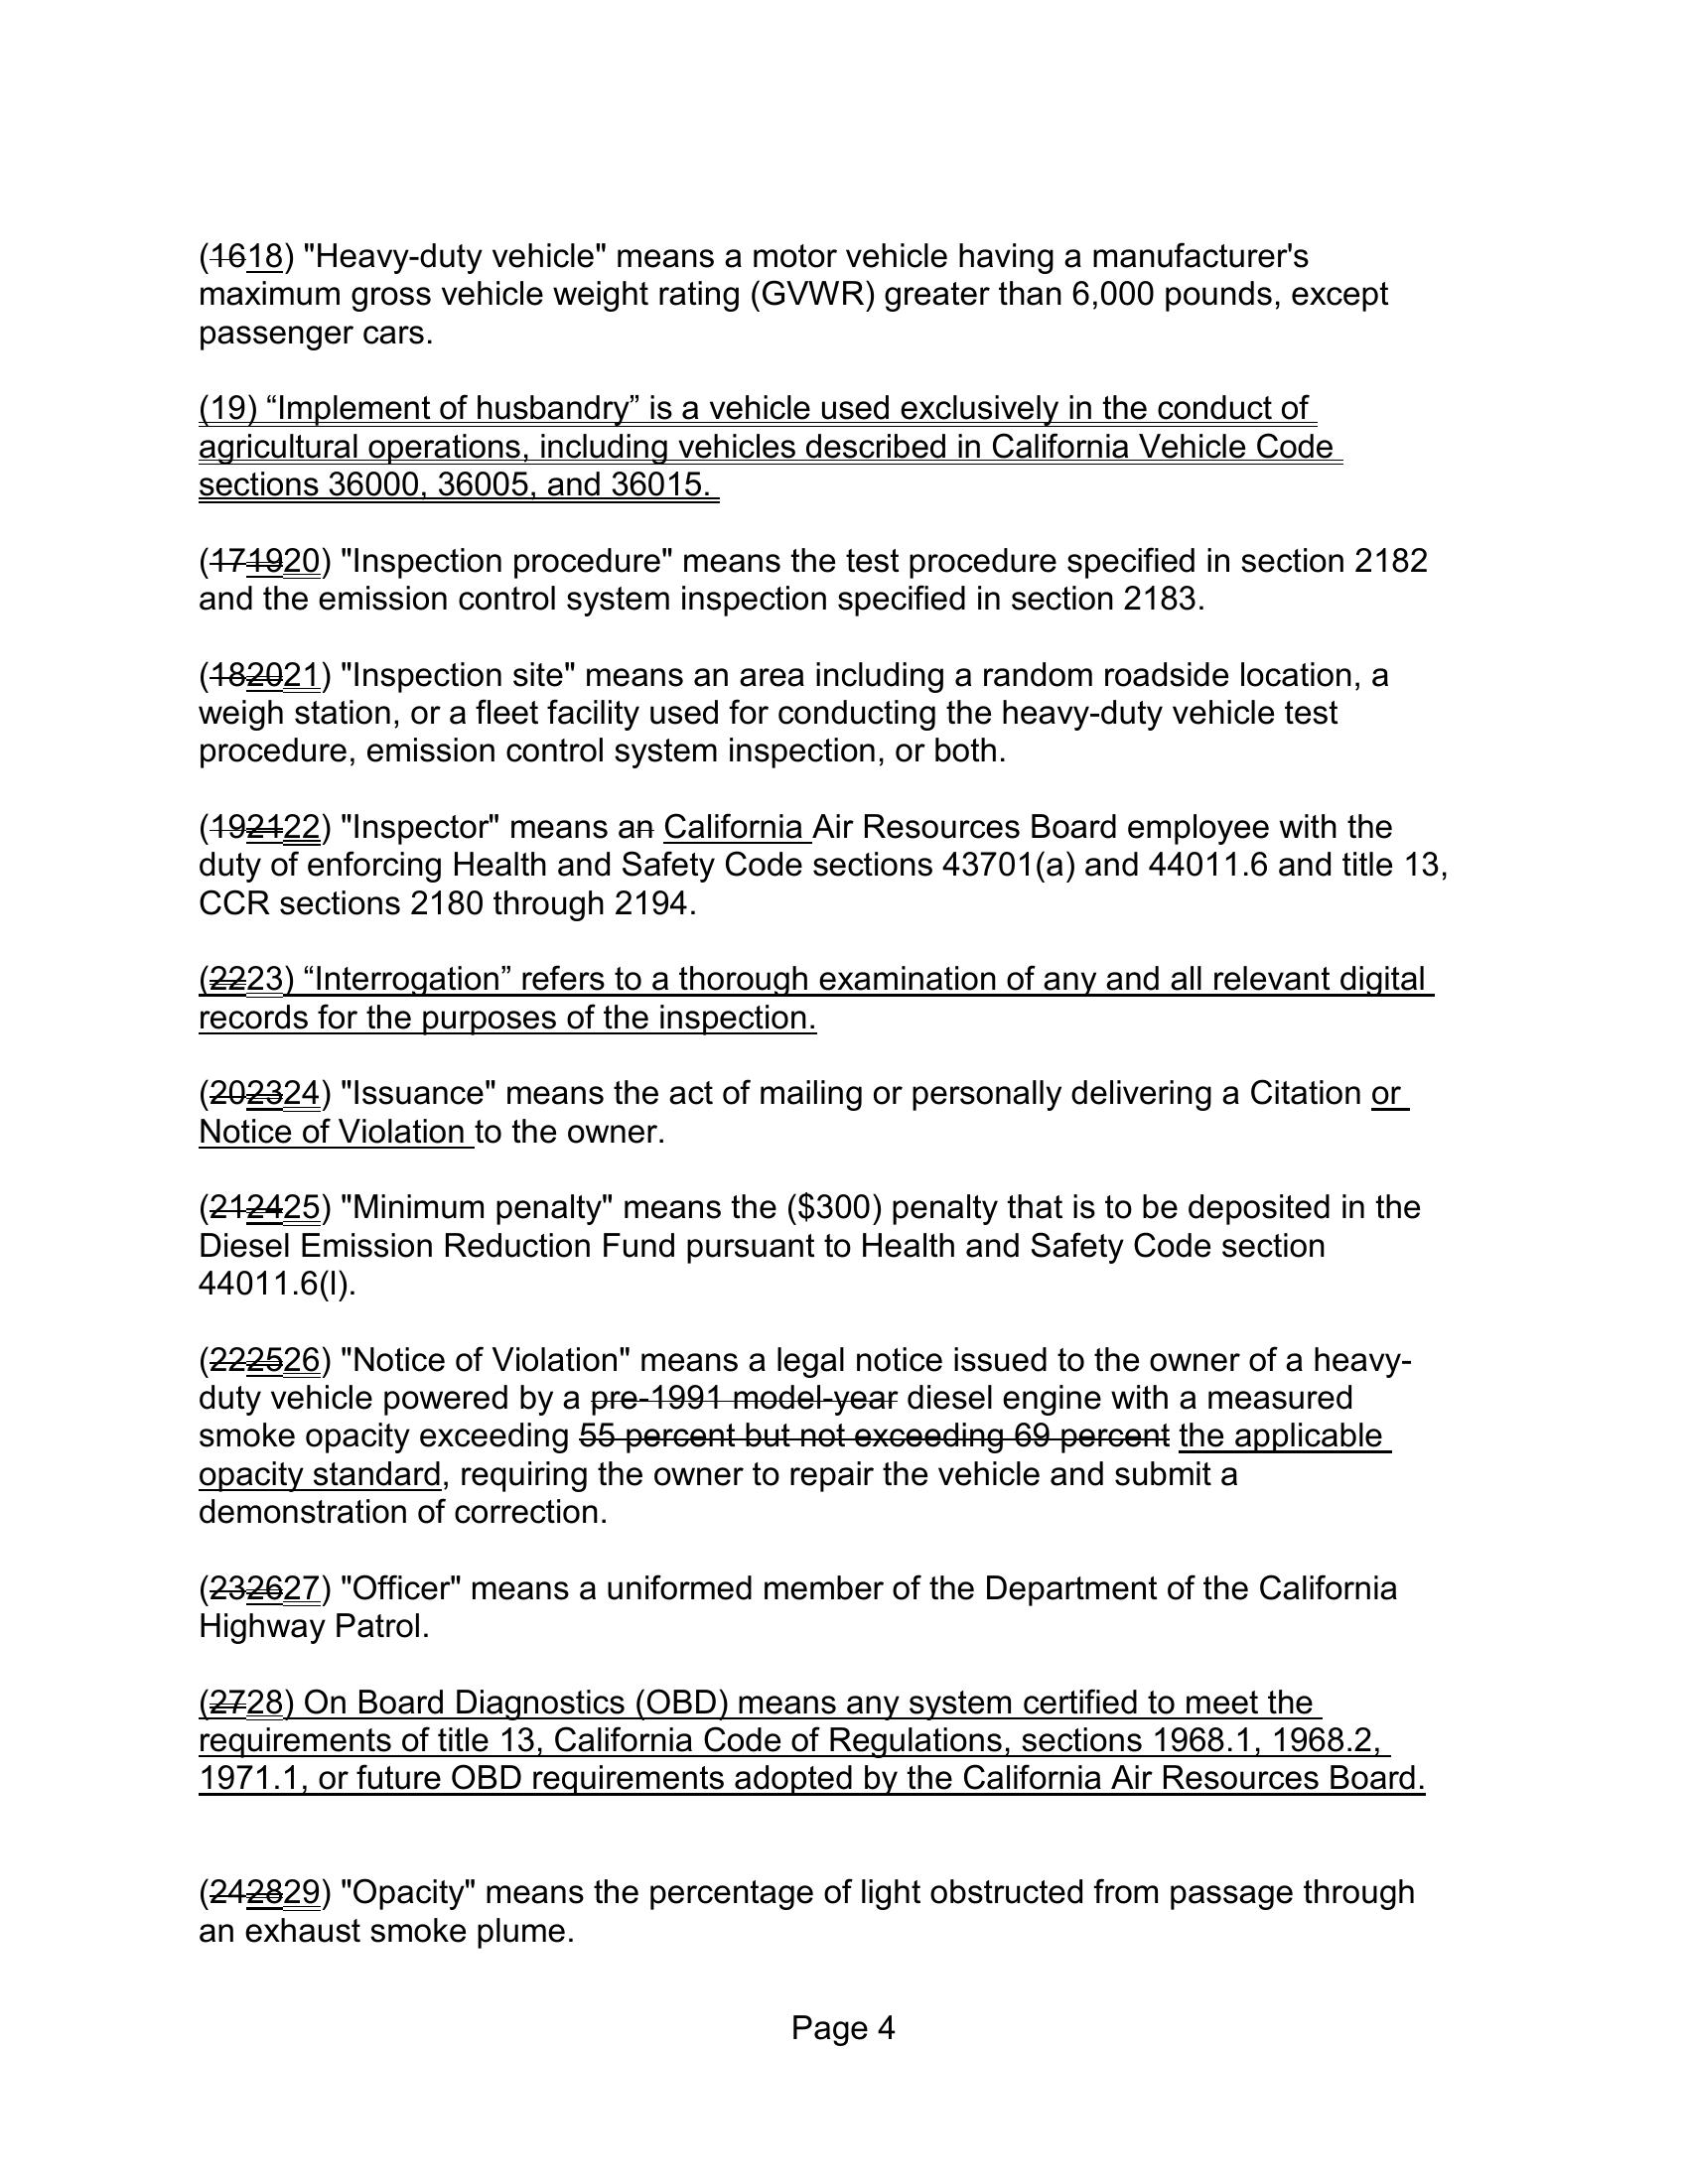 (1618) "Heavy-duty vehicle" means a motor vehicle having a manufacturer's
maximum gross vehicle weight rating (GVWR) greater than 6,000 pounds, except
passenger cars.
(19) “Implement of husbandry” is a vehicle used exclusively in the conduct of
agricultural operations, including vehicles described in California Vehicle Code
sections 36000, 36005, and 36015.
(171920) "Inspection procedure" means the test procedure specified in section 2182
and the emission control system inspection specified in section 2183.
(182021) "Inspection site" means an area including a random roadside location, a
weigh station, or a fleet facility used for conducting the heavy-duty vehicle test
procedure, emission control system inspection, or both.
(192122) "Inspector" means an California Air Resources Board employee with the
duty of enforcing Health and Safety Code sections 43701(a) and 44011.6 and title 13,
CCR sections 2180 through 2194.
(2223) “Interrogation” refers to a thorough examination of any and all relevant digital
records for the purposes of the inspection.
(202324) "Issuance" means the act of mailing or personally delivering a Citation or
Notice of Violation to the owner.
(212425) "Minimum penalty" means the ($300) penalty that is to be deposited in the
Diesel Emission Reduction Fund pursuant to Health and Safety Code section
44011.6(l).
(222526) "Notice of Violation" means a legal notice issued to the owner of a heavy-
duty vehicle powered by a pre-1991 model-year diesel engine with a measured
smoke opacity exceeding 55 percent but not exceeding 69 percent the applicable
opacity standard, requiring the owner to repair the vehicle and submit a
demonstration of correction.
(232627) "Officer" means a uniformed member of the Department of the California
Highway Patrol.
(2728) On Board Diagnostics (OBD) means any system certified to meet the
requirements of title 13, California Code of Regulations, sections 1968.1, 1968.2,
1971.1, or future OBD requirements adopted by the California Air Resources Board.
(242829) "Opacity" means the percentage of light obstructed from passage through
an exhaust smoke plume.
Page 4